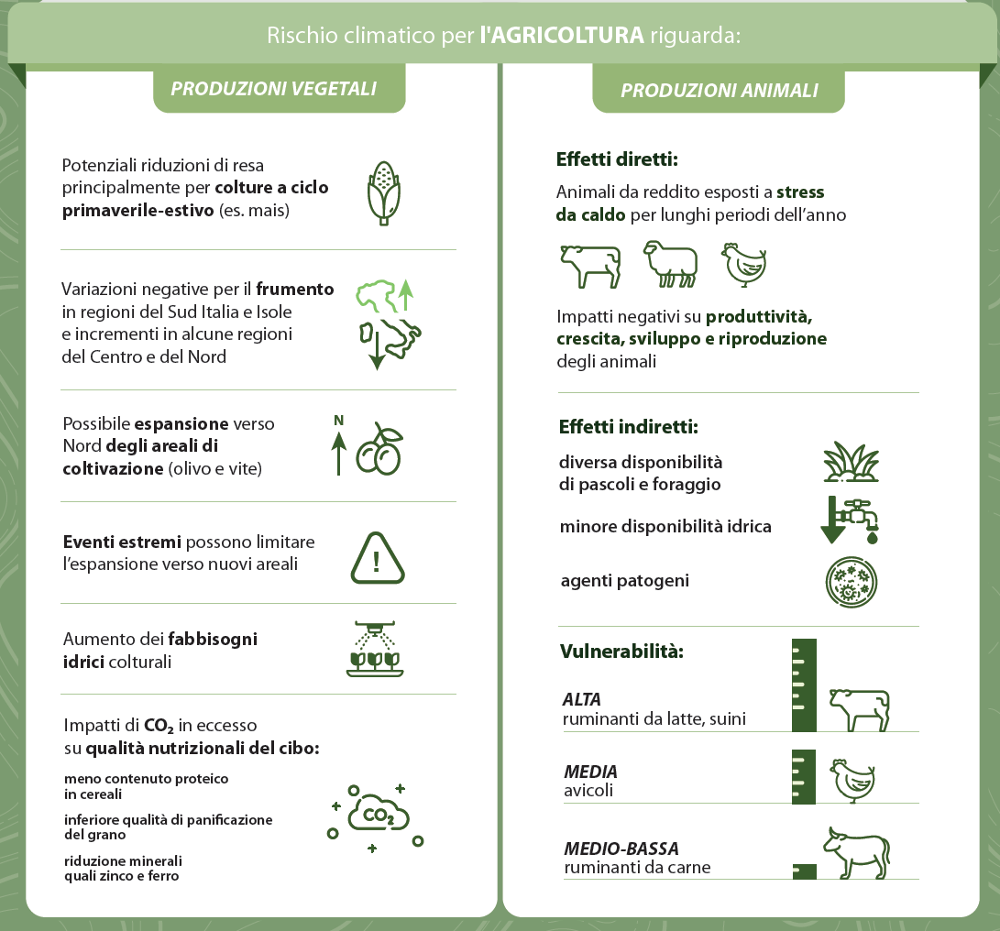 Rischio climatico per l'AGRICOLTURA riguarda:
PRODUZIONI VEGETALI
Potenziali riduzioni di resa
principalmente per colture a ciclo
primaverile-estivo (es. mais)
Variazioni negative per il frumento
in regioni del Sud Italia e Isole
e incrementi in alcune regioni
del Centro e del Nord
Possibile espansione verso
Nord degli areali di
coltivazione (olivo e vite)
N
Eventi estremi possono limitare
l'espansione verso nuovi areali
!
Aumento dei fabbisogni
idrici colturali
Impatti di CO₂ in eccesso
su qualità nutrizionali del cibo:
meno contenuto proteico
in cereali
inferiore qualità di panificazione
del grano
riduzione minerali
quali zinco e ferro
CO₂
PRODUZIONI ANIMALI
Effetti diretti:
Animali da reddito esposti a stress
da caldo per lunghi periodi dell'anno
Impatti negativi su produttività,
crescita, sviluppo e riproduzione
degli animali
Effetti indiretti:
diversa disponibilità
di pascoli e foraggio
minore disponibilità idrica
agenti patogeni
Vulnerabilità:
ALTA
ruminanti da latte, suini
MEDIA
avicoli
MEDIO-BASSA
ruminanti da carne